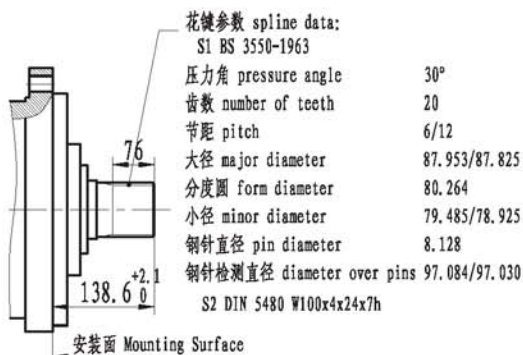 花键参数 spline data:
S1 BS 3550-1963
压力角 pressure angle 30°
齿数 number of teeth 20
节距 pitch 6/12
大径 major diameter 87.953/87.825
分度圆 form diameter 80.264
小径 minor diameter 79.485/78.925
钢针直径 pin diameter 8.128
钢针检测直径 diameter over pins 97.084/97.030
S2 DIN 5480 W100x4x24x7h
76
138.6 +2.1 0
安装面 Mounting Surface